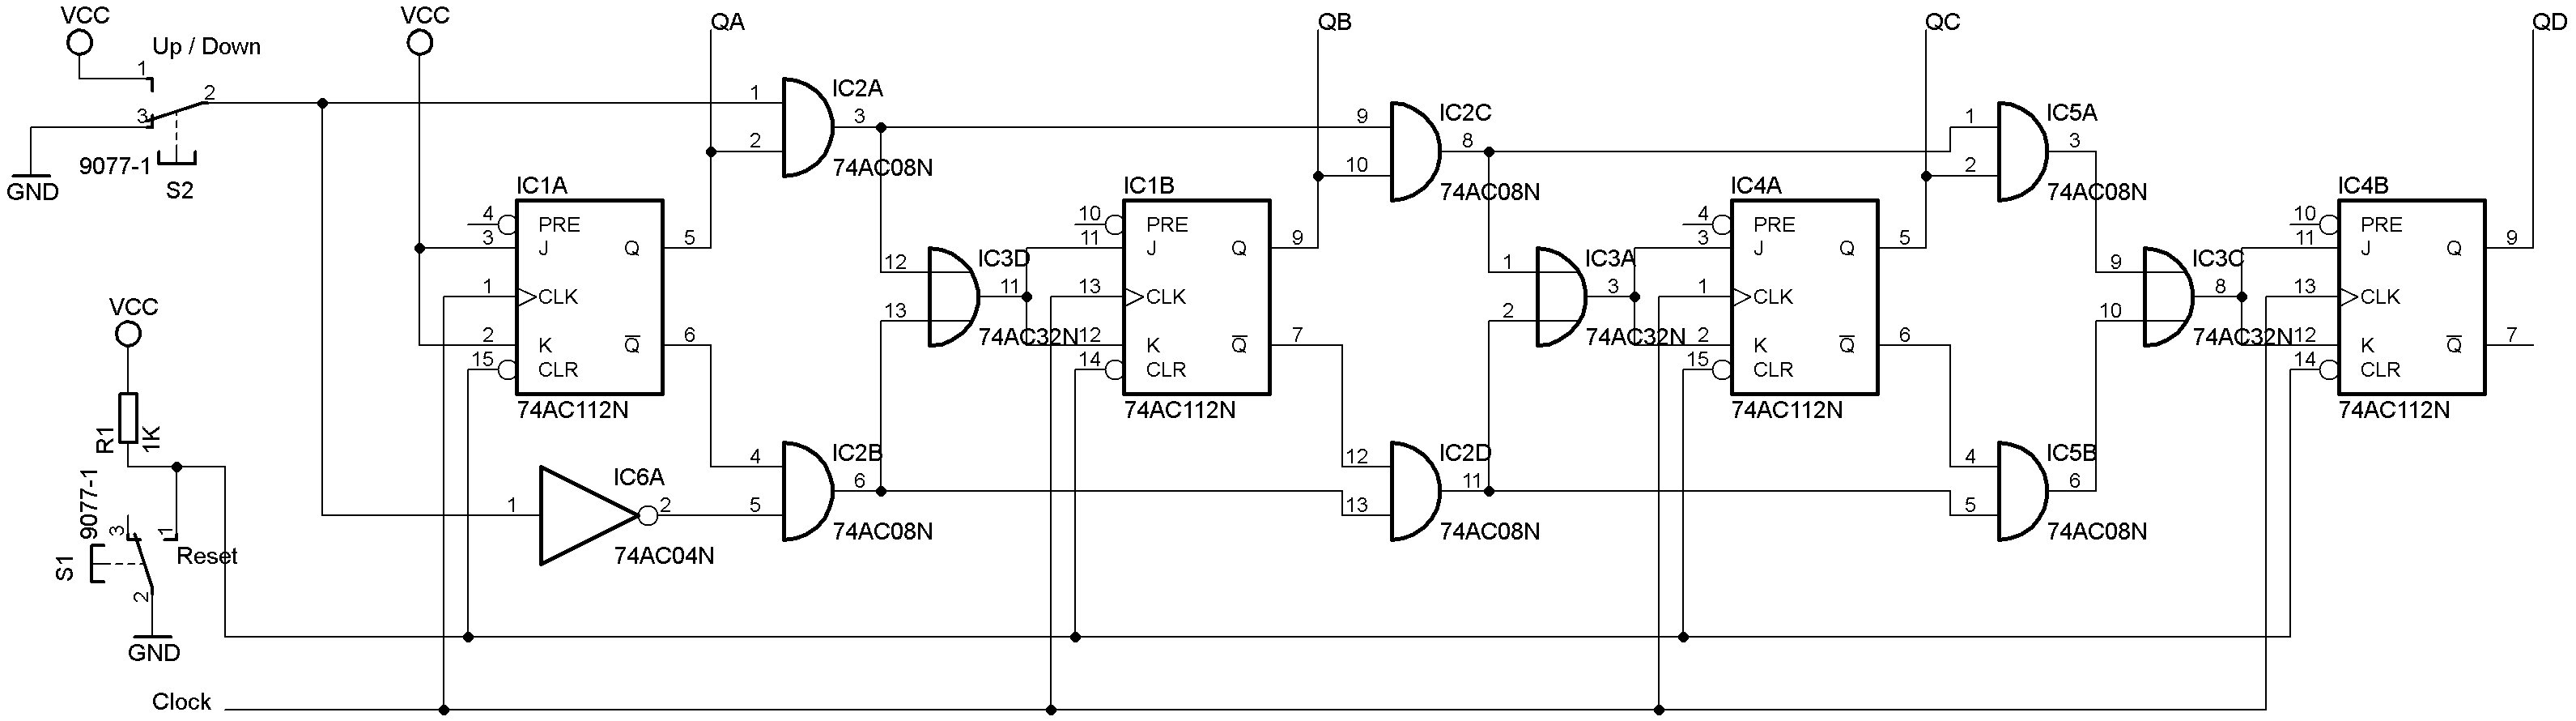 VCC
Up / Down
1
2
3
9077-1
S2
GND
VCC
R1
1K
9077-1
3
1
S1
2
Reset
GND
Clock
VCC
QA
IC1A
4
PRE
3
J
Q
5
1
CLK
2
K
Q
6
15
CLR
74AC112N
1
IC6A
2
74AC04N
1
IC2A
3
2
74AC08N
4
IC2B
6
5
74AC08N
12
IC3D
11
13
74AC32N
QB
IC1B
10
PRE
11
J
Q
9
13
CLK
12
K
Q
7
14
CLR
74AC112N
9
IC2C
8
10
74AC08N
12
IC2D
11
13
74AC08N
1
IC3A
3
2
74AC32N
QC
IC4A
4
PRE
3
J
Q
5
1
CLK
2
K
Q
6
15
CLR
74AC112N
1
IC5A
3
2
74AC08N
4
IC5B
6
5
74AC08N
9
IC3C
8
10
74AC32N
QD
IC4B
10
PRE
11
J
Q
9
13
CLK
12
K
Q
7
14
CLR
74AC112N